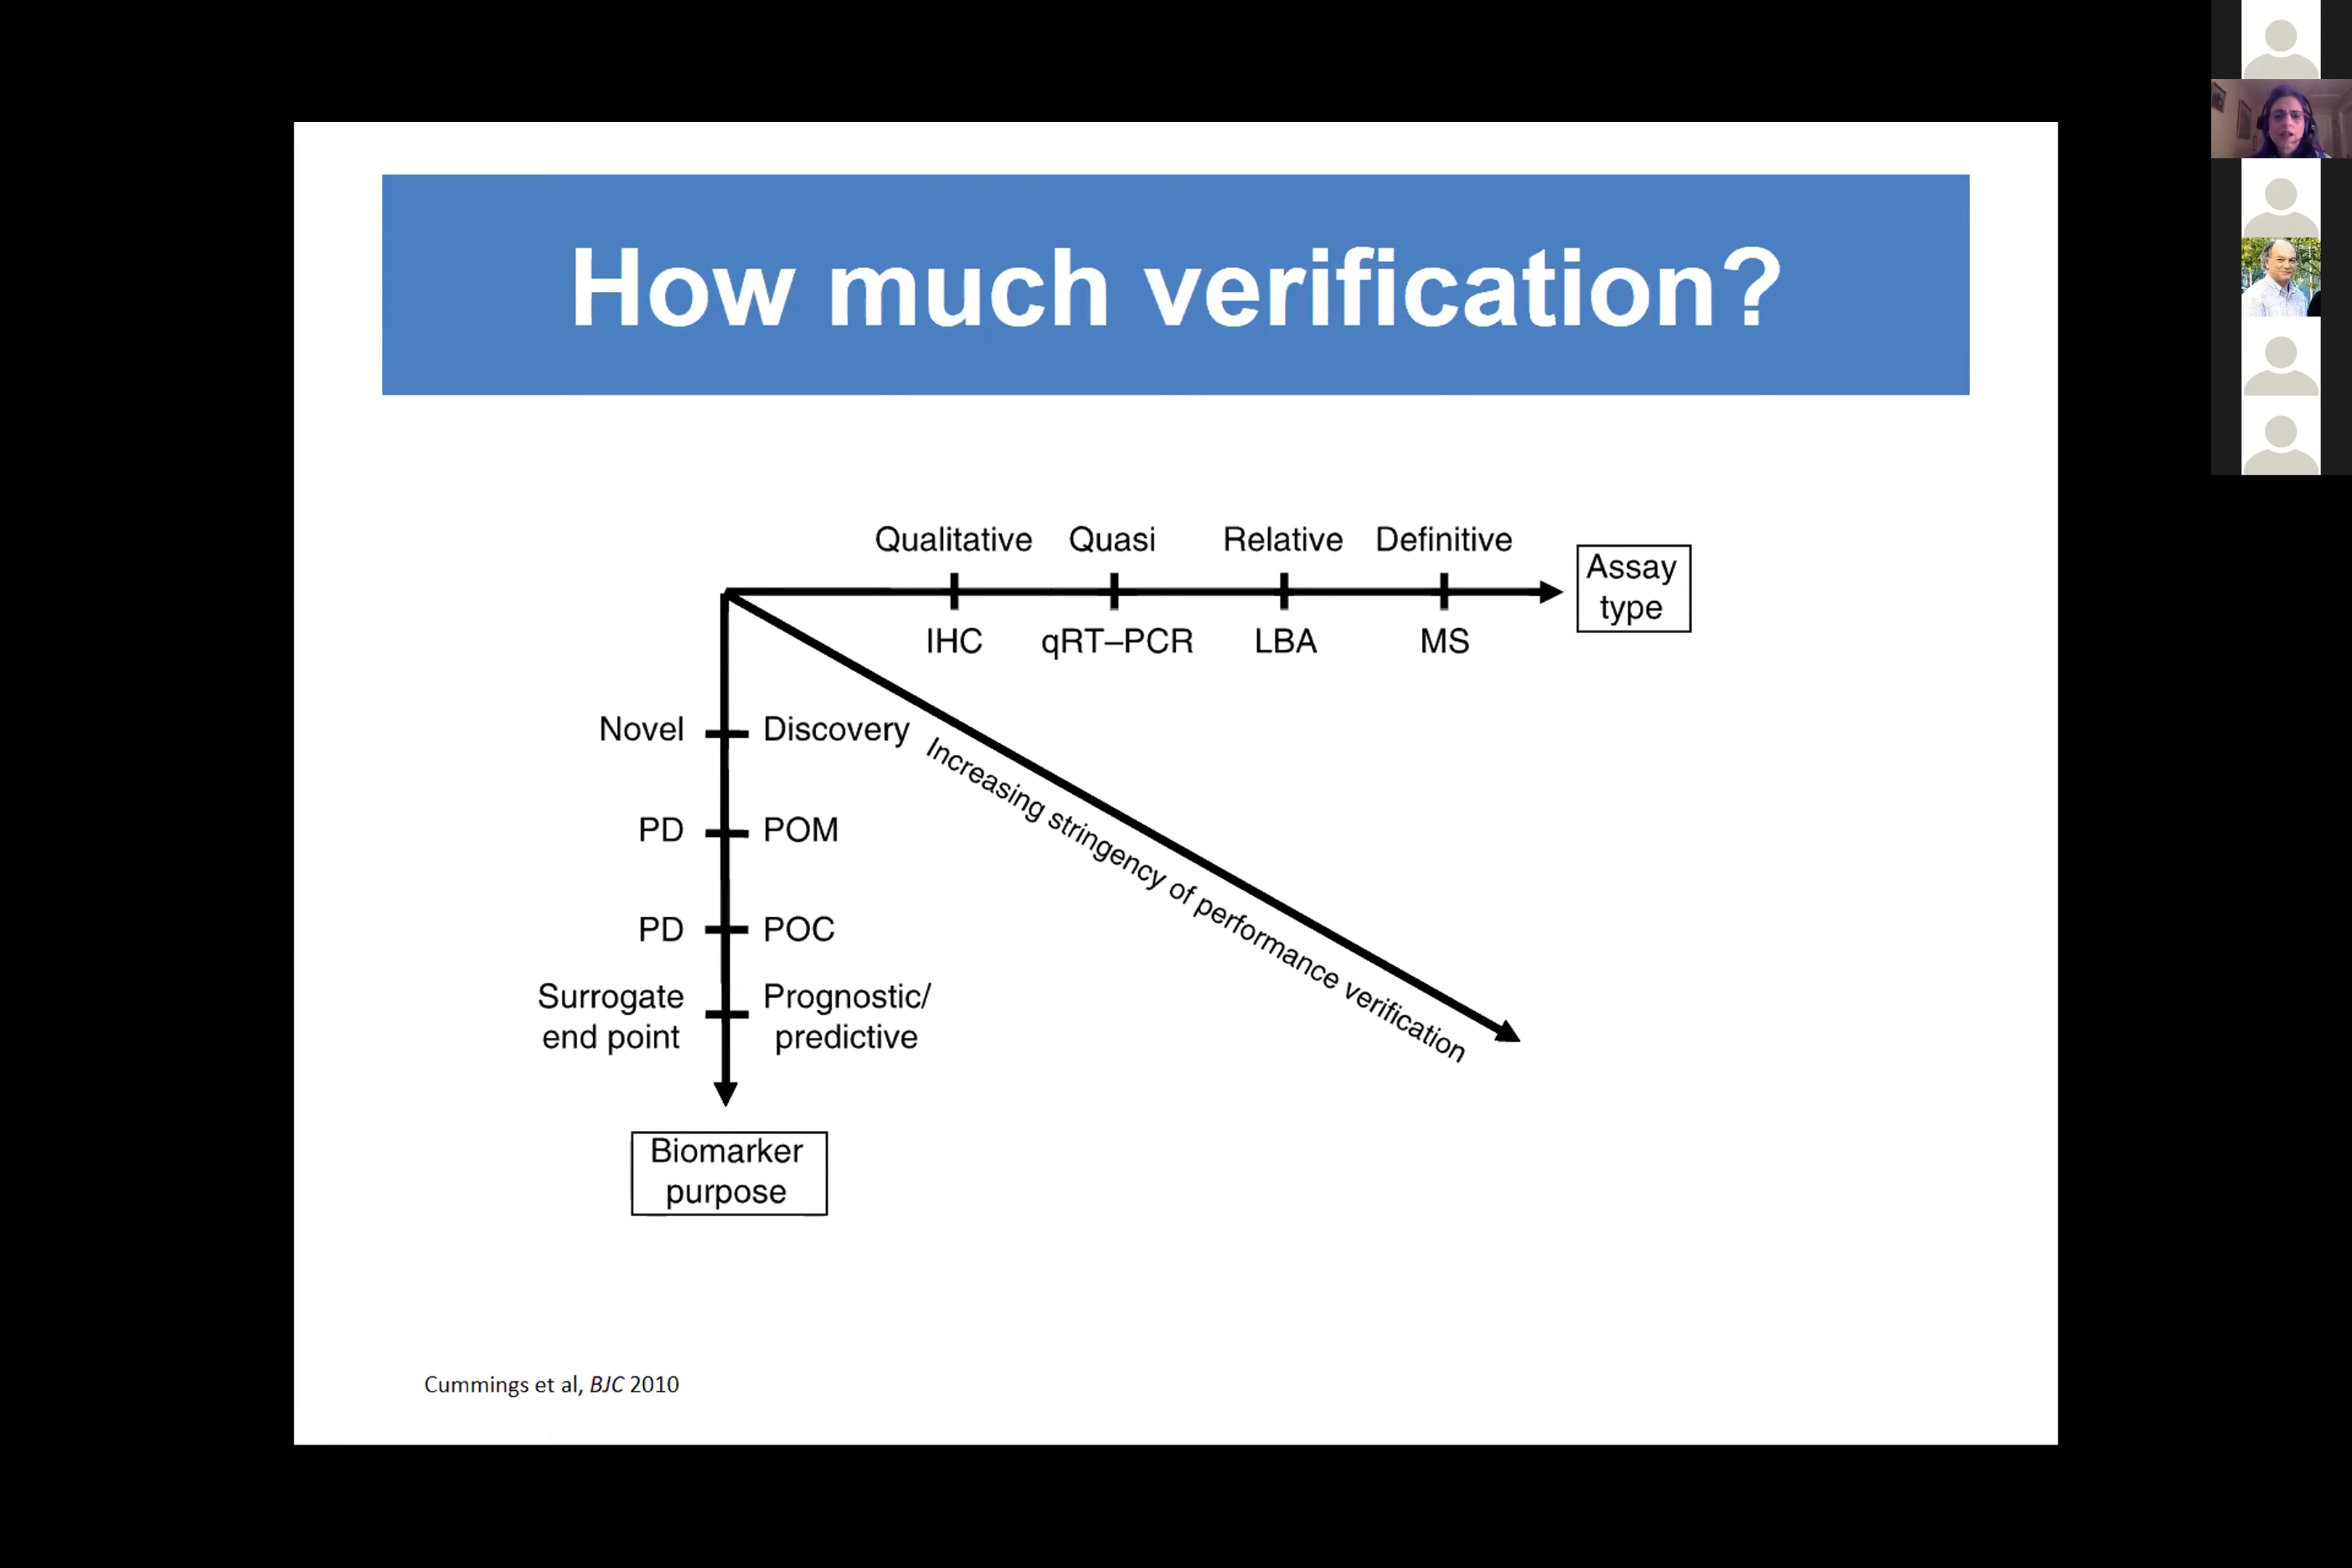 How much verification?
Qualitative Quasi Relative Definitive
Assay
type
IHC qRT–PCR LBA MS
Novel Discovery
Increasing stringency of performance verification
PD POM
PD POC
Surrogate
end point
Prognostic/
predictive
Biomarker
purpose
Cummings et al, BJC 2010